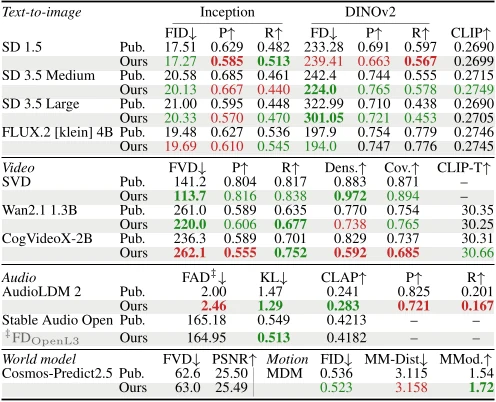 Text-to-image Inception DINOv2
FID↓ P↑ R↑ FD↓ P↑ R↑ CLIP↑
SD 1.5 Pub. 17.51 0.629 0.482 233.28 0.691 0.597 0.2690
Ours 17.27 0.585 0.513 239.41 0.663 0.567 0.2699
SD 3.5 Medium Pub. 20.58 0.685 0.461 242.4 0.744 0.555 0.2715
Ours 20.13 0.667 0.440 224.0 0.765 0.578 0.2749
SD 3.5 Large Pub. 21.00 0.595 0.448 322.99 0.710 0.438 0.2690
Ours 20.33 0.570 0.470 301.05 0.721 0.453 0.2705
FLUX.2 [klein] 4B Pub. 19.48 0.627 0.536 197.9 0.754 0.779 0.2746
Ours 19.69 0.610 0.545 194.0 0.747 0.776 0.2745
Video FVD↓ P↑ R↑ Dens.↑ Cov.↑ CLIP-T↑
SVD Pub. 141.2 0.804 0.817 0.883 0.871 –
Ours 113.7 0.816 0.838 0.972 0.894 –
Wan2.1 1.3B Pub. 261.0 0.589 0.635 0.770 0.754 30.35
Ours 220.0 0.606 0.677 0.738 0.765 30.25
CogVideoX-2B Pub. 236.3 0.589 0.701 0.829 0.737 30.31
Ours 262.1 0.555 0.752 0.592 0.685 30.66
Audio FAD‡↓ KL↓ CLAP↑ P↑ R↑
AudioLDM 2 Pub. 2.00 1.47 0.241 0.825 0.201
Ours 2.46 1.29 0.283 0.721 0.167
Stable Audio Open Pub. 165.18 0.549 0.4213 – –
‡FDOpenL3 Ours 164.95 0.513 0.4182 – –
World model FVD↓ PSNR↑ Motion FID↓ MM-Dist↓ MMod.↑
Cosmos-Predict2.5 Pub. 62.6 25.50 MDM 0.536 3.115 1.54
Ours 63.0 25.49 0.523 3.158 1.72